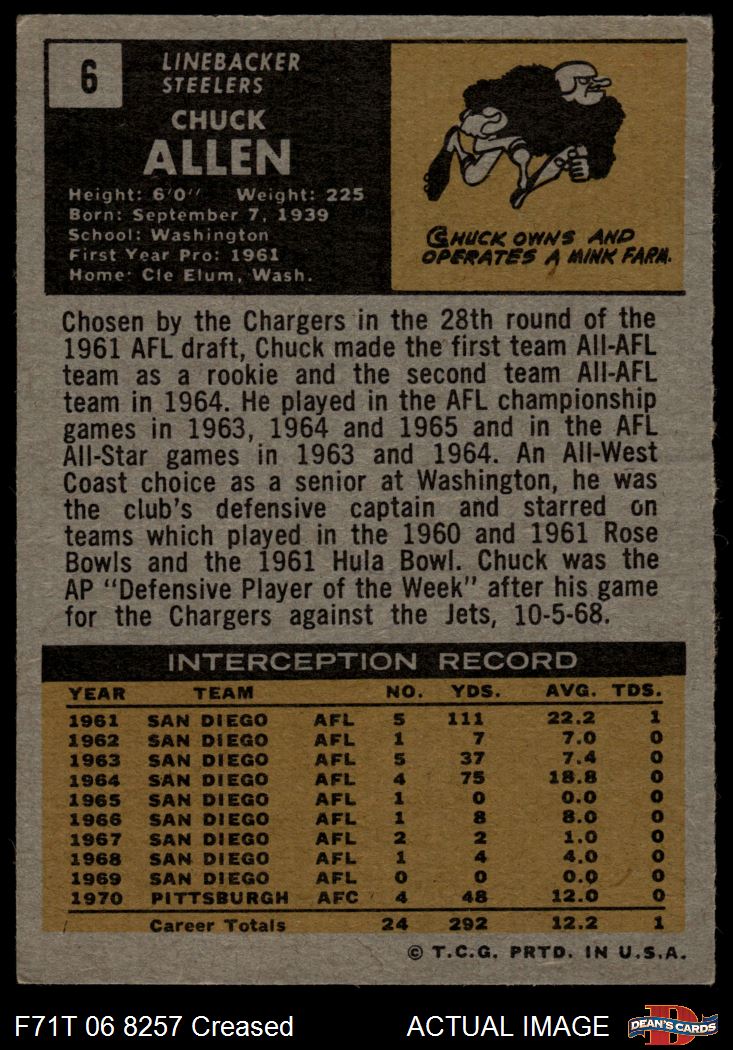 6
LINEBACKER
STEELERS
CHUCK
ALLEN
Height: 6'0" Weight: 225
Born: September 7, 1939
School: Washington
First Year Pro: 1961
Home: Cle Elum, Wash.
CHUCK OWNS AND
OPERATES A MINK FARM.
Chosen by the Chargers in the 28th round of the
1961 AFL draft, Chuck made the first team All-AFL
team as a rookie and the second team All-AFL
team in 1964. He played in the AFL championship
games in 1963, 1964 and 1965 and in the AFL
All-Star games in 1963 and 1964. An All-West
Coast choice as a senior at Washington, he was
the club's defensive captain and starred on
teams which played in the 1960 and 1961 Rose
Bowls and the 1961 Hula Bowl. Chuck was the
AP "Defensive Player of the Week" after his game
for the Chargers against the Jets, 10-5-68.
INTERCEPTION RECORD
YEAR TEAM NO. YDS. AVG. TDS.
1961 SAN DIEGO AFL 5 111 22.2 1
1962 SAN DIEGO AFL 1 7 7.0 0
1963 SAN DIEGO AFL 5 37 7.4 0
1964 SAN DIEGO AFL 4 75 18.8 0
1965 SAN DIEGO AFL 1 0 0.0 0
1966 SAN DIEGO AFL 1 8 8.0 0
1967 SAN DIEGO AFL 2 2 1.0 0
1968 SAN DIEGO AFL 1 4 4.0 0
1969 SAN DIEGO AFL 0 0 0.0 0
1970 PITTSBURGH AFC 4 48 12.0 0
Career Totals 24 292 12.2 1
© T.C.G. PRTD. IN U.S.A.
F71T 06 8257 Creased ACTUAL IMAGE D DEAN'S CARDS